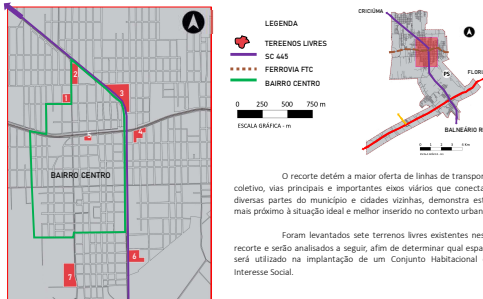 LEGENDA
TEREENOS LIVRES
SC 445
FERROVIA FTC
BAIRRO CENTRO
0 250 500 750 m
ESCALA GRÁFICA - m
1
2
3
BAIRRO CENTRO
6
7
CRICIÚMA
FLORI
BALNEÁRIO R
O recorte detém a maior oferta de linhas de transpor
coletivo, vias principais e importantes eixos viários que conecta
diversas partes do município e cidades vizinhas, demonstra est
mais próximo à situação ideal e melhor inserido no contexto urban
Foram levantados sete terrenos livres existentes nes
recorte e serão analisados a seguir, afim de determinar qual espa
será utilizado na implantação de um Conjunto Habitacional
Interesse Social.